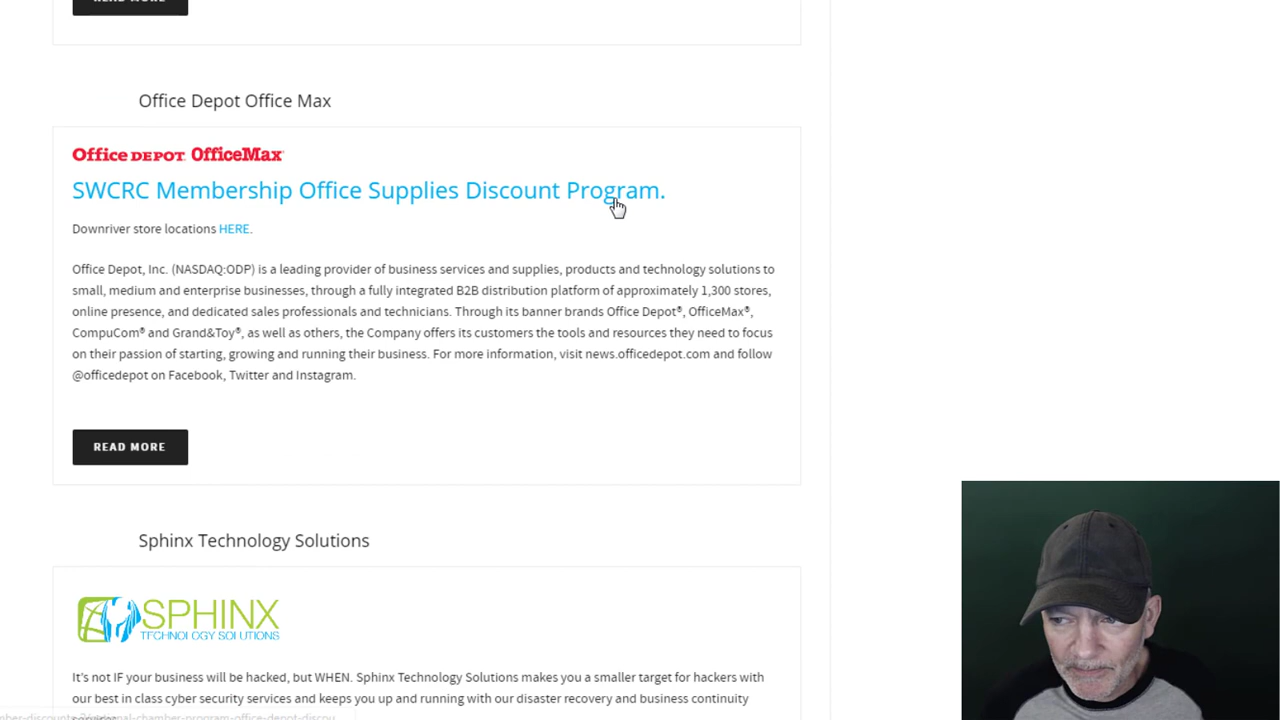 READ MORE
Office Depot Office Max
Office DEPOT OfficeMax
SWCRC Membership Office Supplies Discount Program.
Downriver store locations HERE.
Office Depot, Inc. (NASDAQ:ODP) is a leading provider of business services and supplies, products and technology solutions to
small, medium and enterprise businesses, through a fully integrated B2B distribution platform of approximately 1,300 stores,
online presence, and dedicated sales professionals and technicians. Through its banner brands Office Depot®, OfficeMax®,
CompuCom® and Grand&Toy®, as well as others, the Company offers its customers the tools and resources they need to focus
on their passion of starting, growing and running their business. For more information, visit news.officedepot.com and follow
@officedepot on Facebook, Twitter and Instagram.
READ MORE
Sphinx Technology Solutions
SPHINX
TECHNOLOGY SOLUTIONS
It's not IF your business will be hacked, but WHEN. Sphinx Technology Solutions makes you a smaller target for hackers with
our best in class cyber security services and keeps you up and running with our disaster recovery and business continuity